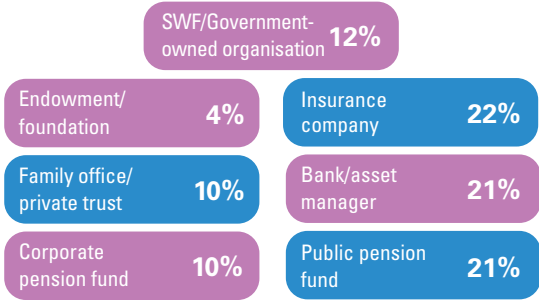 SWF/Government-
owned organisation 12%
Endowment/
foundation 4%
Insurance
company 22%
Family office/
private trust 10%
Bank/asset
manager 21%
Corporate
pension fund 10%
Public pension
fund 21%